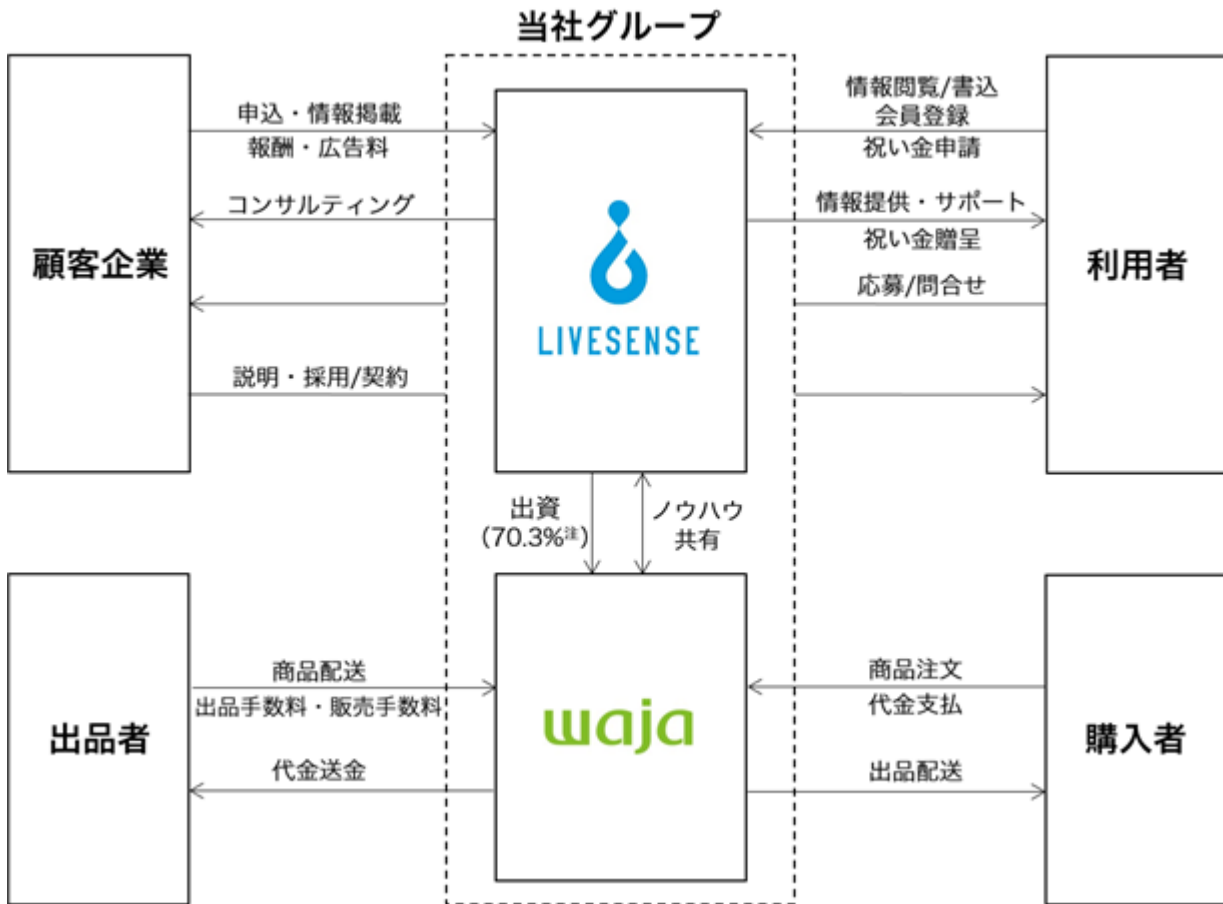 当社グループ
顧客企業
申込・情報掲載
報酬・広告料
コンサルティング
説明・採用/契約
LIVESENSE
情報閲覧/書込
会員登録
祝い金申請
情報提供・サポート
祝い金贈呈
応募/問合せ
利用者
出資
(70.3%注)
ノウハウ
共有
出品者
商品配送
出品手数料・販売手数料
代金送金
waja
商品注文
代金支払
出品配送
購入者